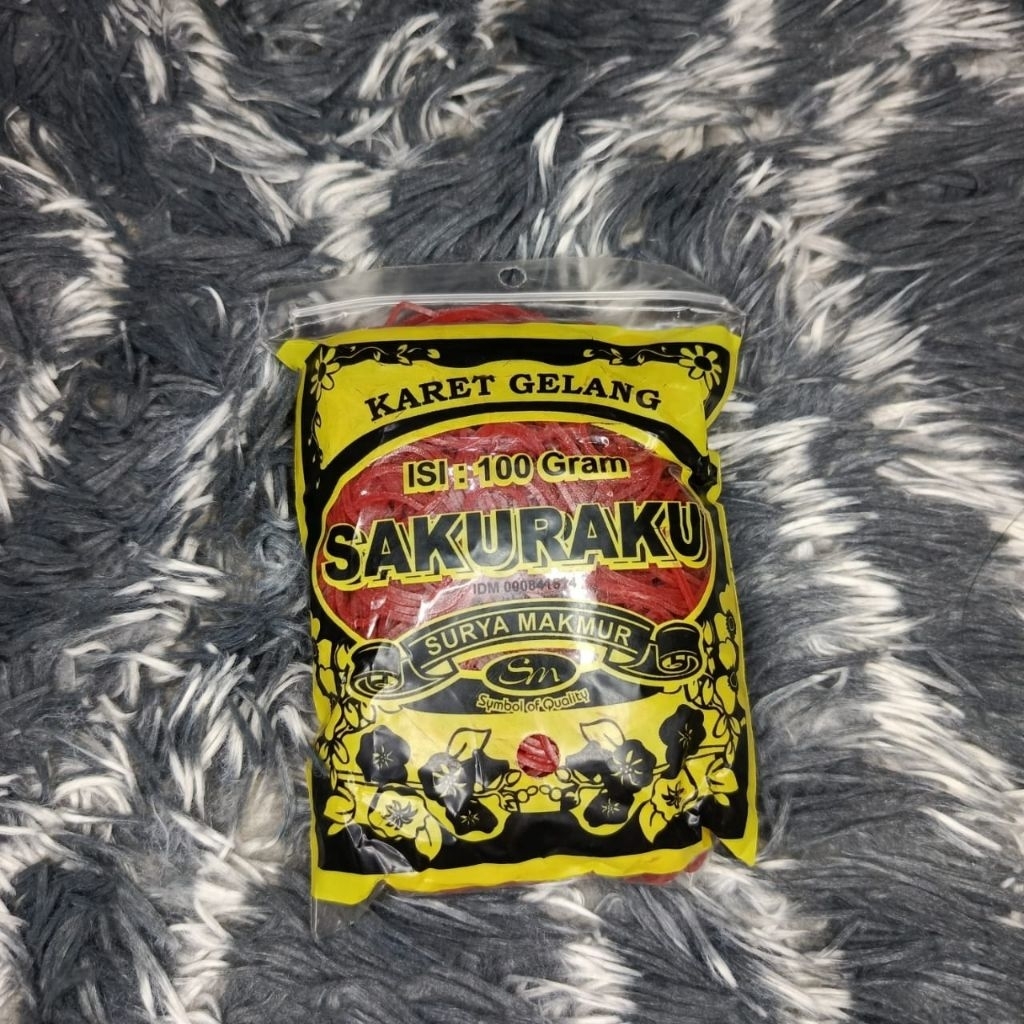 KARET GELANG
ISI : 100 Gram
SAKURAKU
SURYA MAKMUR
Sm
Symbol of Quality